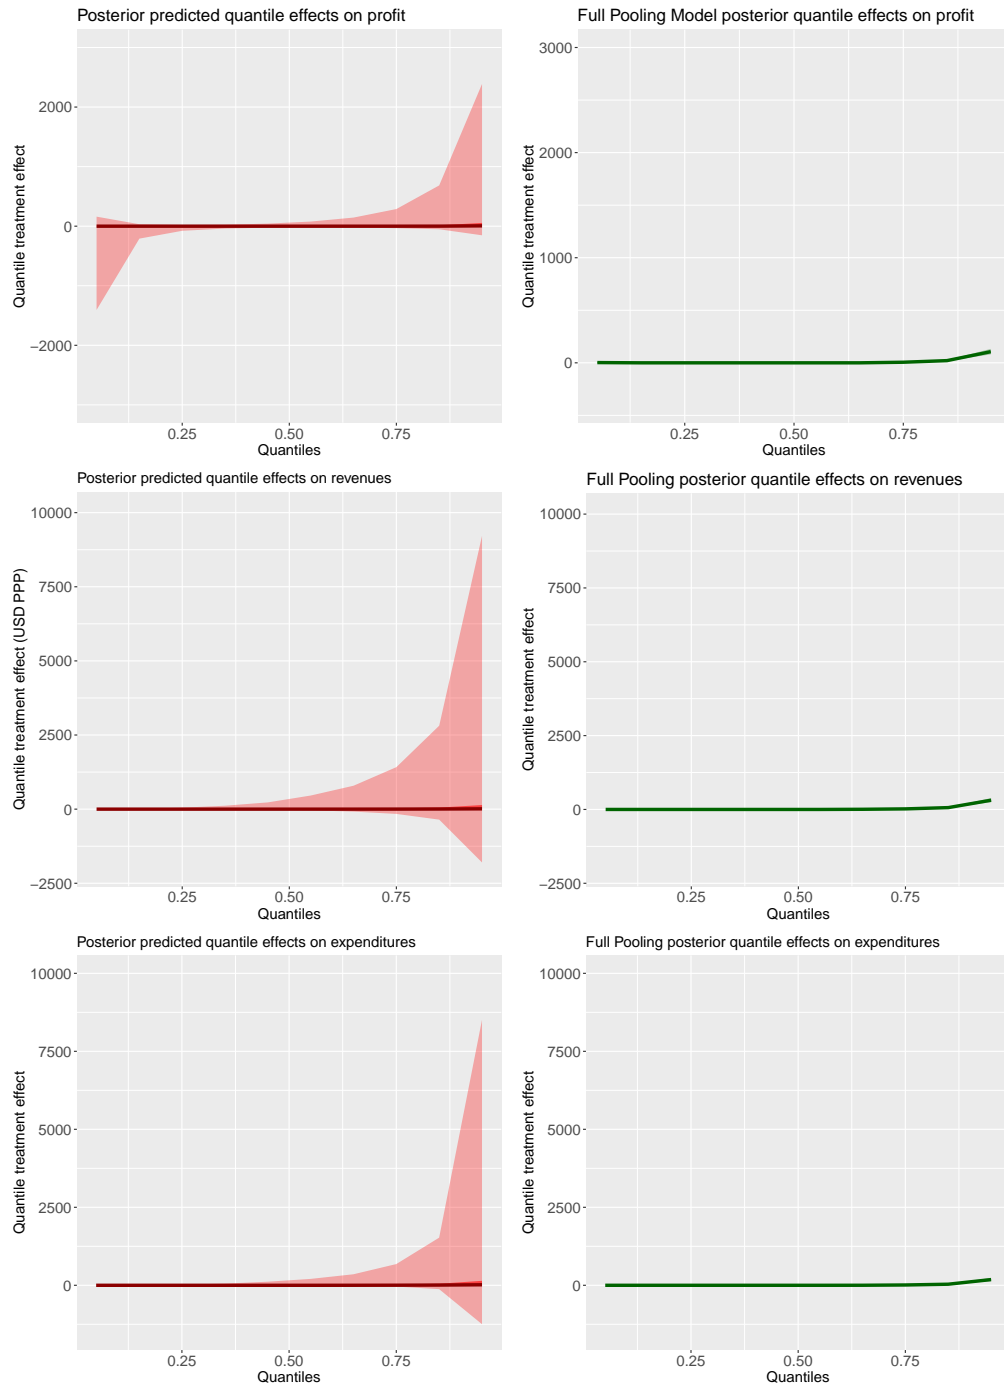 Posterior predicted quantile effects on profit
Quantile treatment effect
2000
0
−2000
0.25 0.50 0.75
Quantiles
Full Pooling Model posterior quantile effects on profit
Quantile treatment effect
3000
2000
1000
0
0.25 0.50 0.75
Quantiles
Posterior predicted quantile effects on revenues
Quantile treatment effect (USD PPP)
10000
7500
5000
2500
0
−2500
0.25 0.50 0.75
Quantiles
Full Pooling posterior quantile effects on revenues
Quantile treatment effect
10000
7500
5000
2500
0
−2500
0.25 0.50 0.75
Quantiles
Posterior predicted quantile effects on expenditures
Quantile treatment effect
10000
7500
5000
2500
0
0.25 0.50 0.75
Quantiles
Full Pooling posterior quantile effects on expenditures
Quantile treatment effect
10000
7500
5000
2500
0
0.25 0.50 0.75
Quantiles